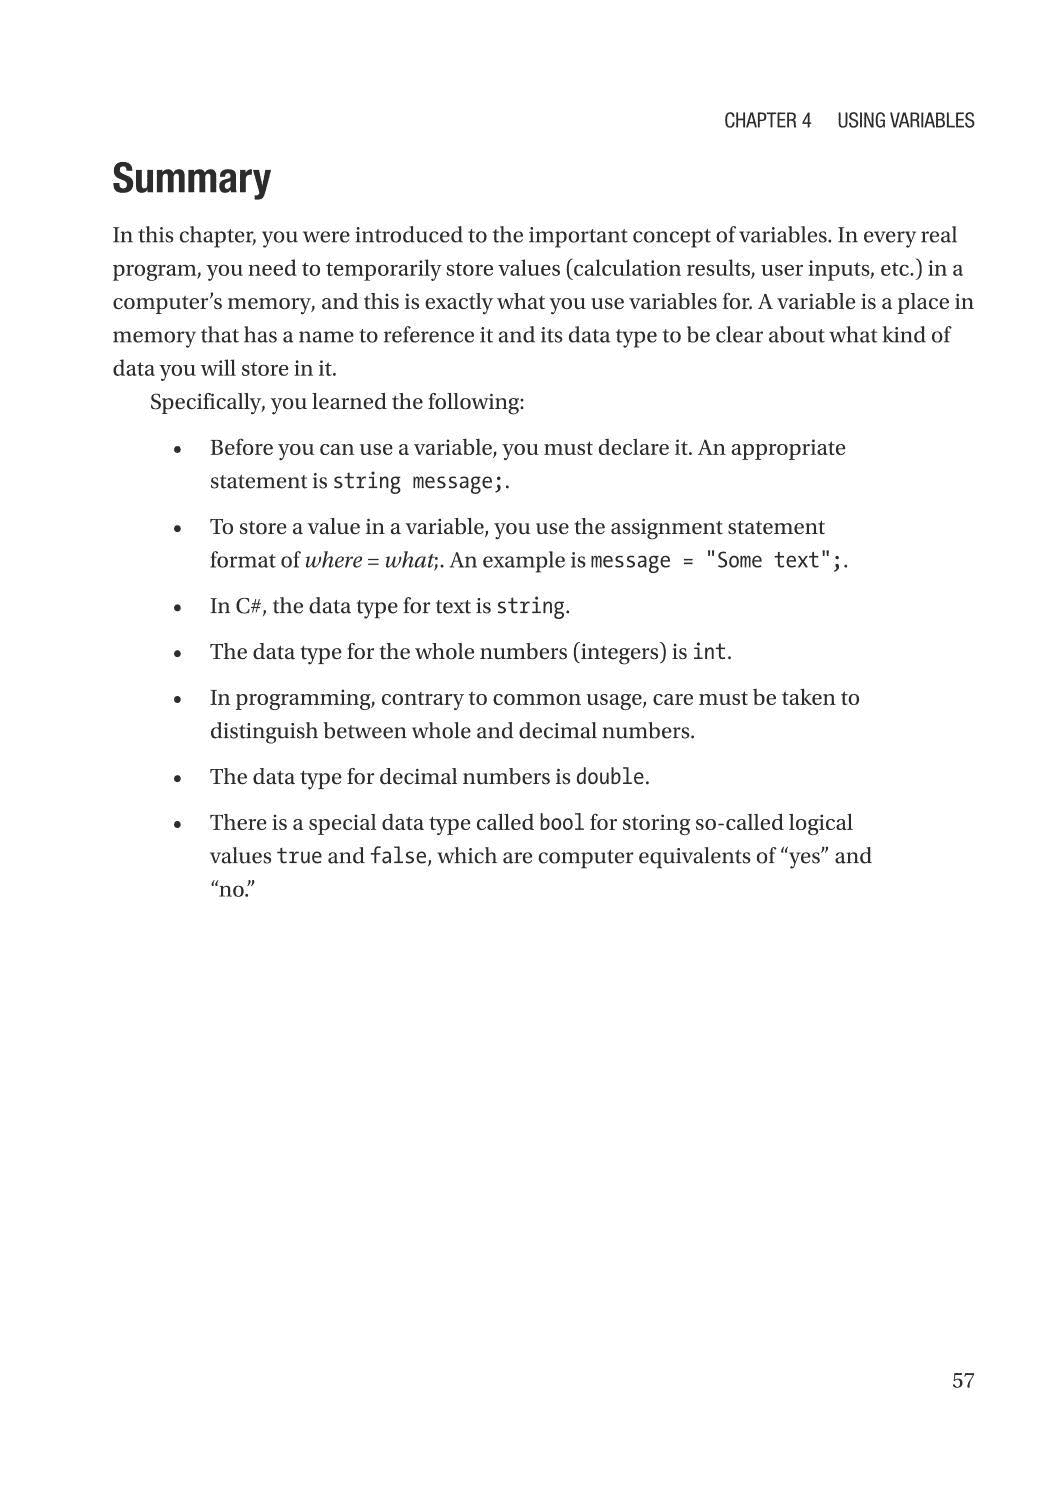 CHAPTER 4 USING VARIABLES
Summary
In this chapter, you were introduced to the important concept of variables. In every real
program, you need to temporarily store values (calculation results, user inputs, etc.) in a
computer’s memory, and this is exactly what you use variables for. A variable is a place in
memory that has a name to reference it and its data type to be clear about what kind of
data you will store in it.
Specifically, you learned the following:
• Before you can use a variable, you must declare it. An appropriate
statement is string message;.
• To store a value in a variable, you use the assignment statement
format of where = what;. An example is message = "Some text";.
• In C#, the data type for text is string.
• The data type for the whole numbers (integers) is int.
• In programming, contrary to common usage, care must be taken to
distinguish between whole and decimal numbers.
• The data type for decimal numbers is double.
• There is a special data type called bool for storing so-called logical
values true and false, which are computer equivalents of “yes” and
“no.”
57